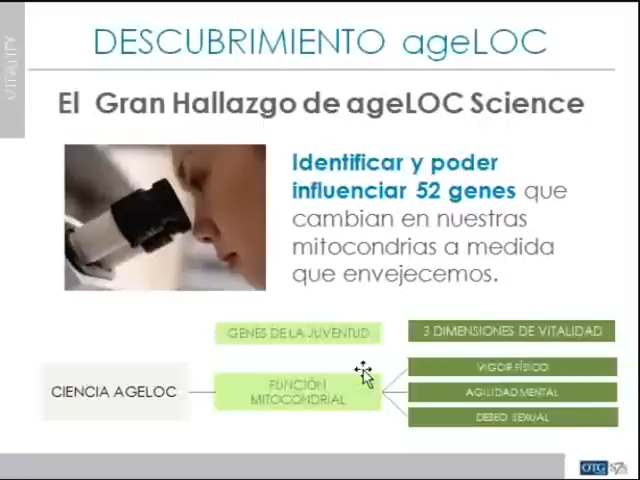 DESCUBRIMIENTO ageLOC
El Gran Hallazgo de ageLOC Science
Identificar y poder
influenciar 52 genes que
cambian en nuestras
mitocondrias a medida
que envejecemos.
GENES DE LA JUVENTUD
3 DIMENSIONES DE VITALIDAD
CIENCIA AGELOC
FUNCIÓN
MITOCONDRIAL
VIGOR FÍSICO
AGILIDAD MENTAL
DESEO SEXUAL
OTG